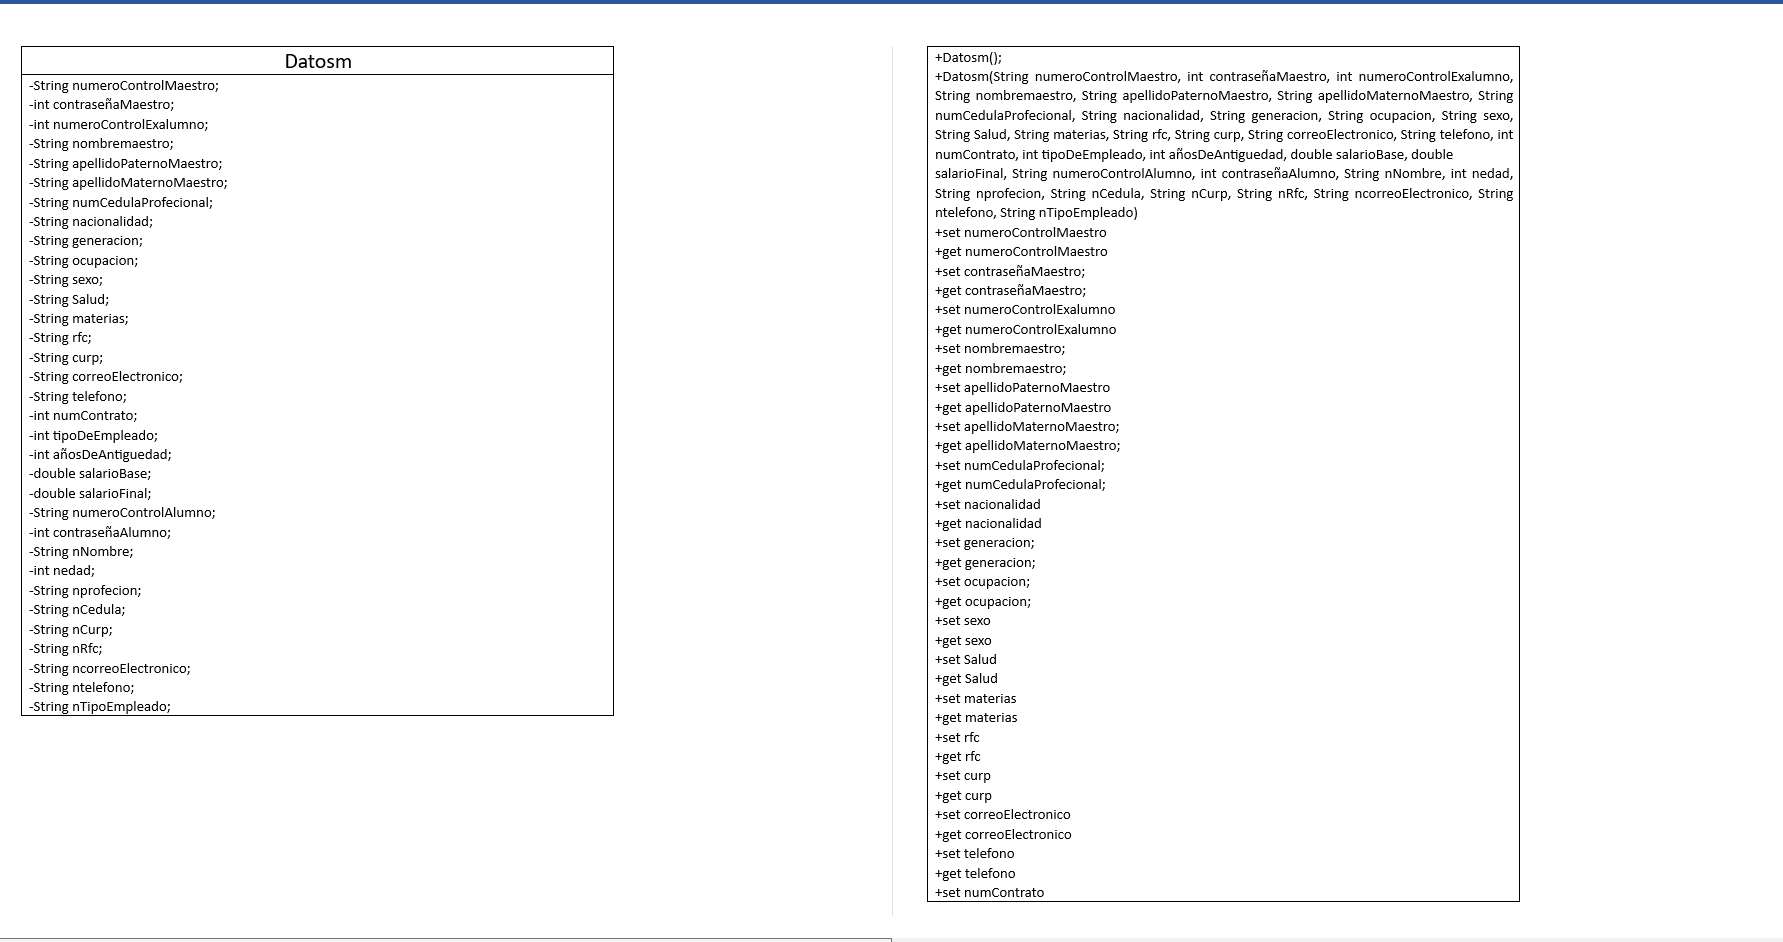 Datosm
-String numeroControlMaestro;
-int contraseñaMaestro;
-int numeroControlExalumno;
-String nombremaestro;
-String apellidoPaternoMaestro;
-String apellidoMaternoMaestro;
-String numCedulaProfecional;
-String nacionalidad;
-String generacion;
-String ocupacion;
-String sexo;
-String Salud;
-String materias;
-String rfc;
-String curp;
-String correoElectronico;
-String telefono;
-int numContrato;
-int tipoDeEmpleado;
-int añosDeAntiguedad;
-double salarioBase;
-double salarioFinal;
-String numeroControlAlumno;
-int contraseñaAlumno;
-String nNombre;
-int nedad;
-String nprofecion;
-String nCedula;
-String nCurp;
-String nRfc;
-String ncorreoElectronico;
-String ntelefono;
-String nTipoEmpleado;
+Datosm();
+Datosm(String numeroControlMaestro, int contraseñaMaestro, int numeroControlExalumno,
String nombremaestro, String apellidoPaternoMaestro, String apellidoMaternoMaestro, String
numCedulaProfecional, String nacionalidad, String generacion, String ocupacion, String sexo,
String Salud, String materias, String rfc, String curp, String correoElectronico, String telefono, int
numContrato, int tipoDeEmpleado, int añosDeAntiguedad, double salarioBase, double
salarioFinal, String numeroControlAlumno, int contraseñaAlumno, String nNombre, int nedad,
String nprofecion, String nCedula, String nCurp, String nRfc, String ncorreoElectronico, String
ntelefono, String nTipoEmpleado)
+set numeroControlMaestro
+get numeroControlMaestro
+set contraseñaMaestro;
+get contraseñaMaestro;
+set numeroControlExalumno
+get numeroControlExalumno
+set nombremaestro;
+get nombremaestro;
+set apellidoPaternoMaestro
+get apellidoPaternoMaestro
+set apellidoMaternoMaestro;
+get apellidoMaternoMaestro;
+set numCedulaProfecional;
+get numCedulaProfecional;
+set nacionalidad
+get nacionalidad
+set generacion;
+get generacion;
+set ocupacion;
+get ocupacion;
+set sexo
+get sexo
+set Salud
+get Salud
+set materias
+get materias
+set rfc
+get rfc
+set curp
+get curp
+set correoElectronico
+get correoElectronico
+set telefono
+get telefono
+set numContrato